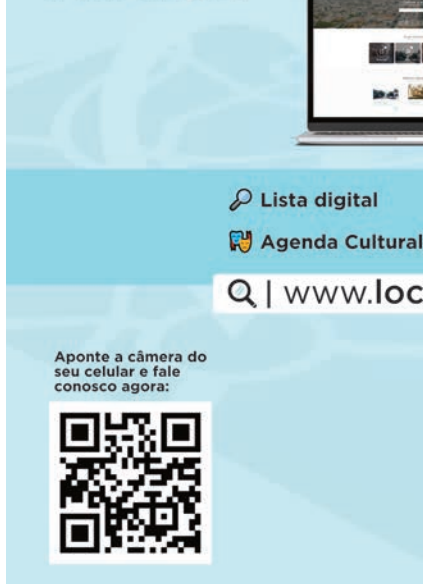 Lista digital
Agenda Cultural
| www.loc
Aponte a câmera do
seu celular e fale
conosco agora: